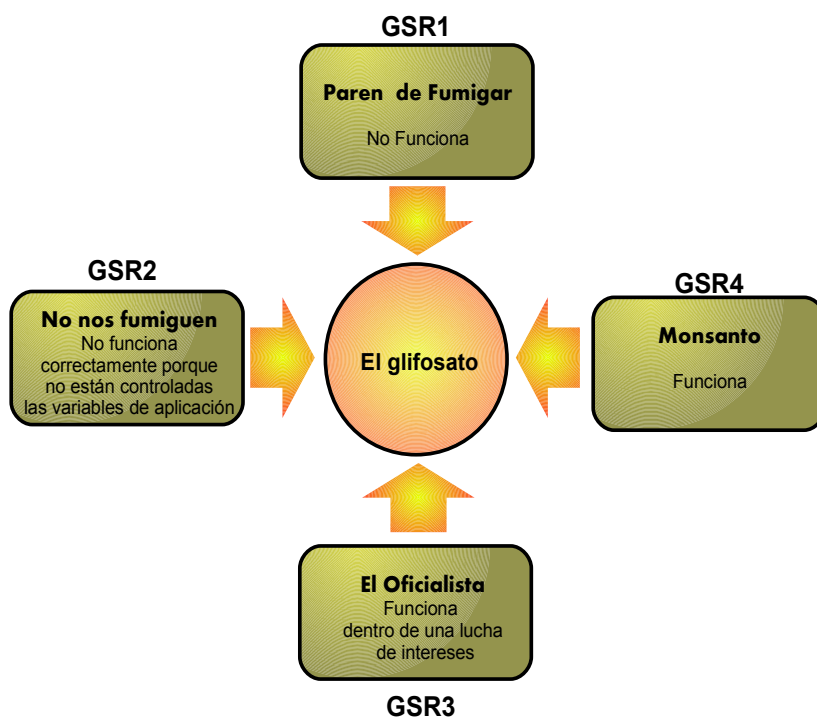 GSR1
Paren de Fumigar
No Funciona
GSR2
No nos fumiguen
No funciona
correctamente porque
no están controladas
las variables de aplicación
El glifosato
GSR4
Monsanto
Funciona
El Oficialista
Funciona
dentro de una lucha
de intereses
GSR3